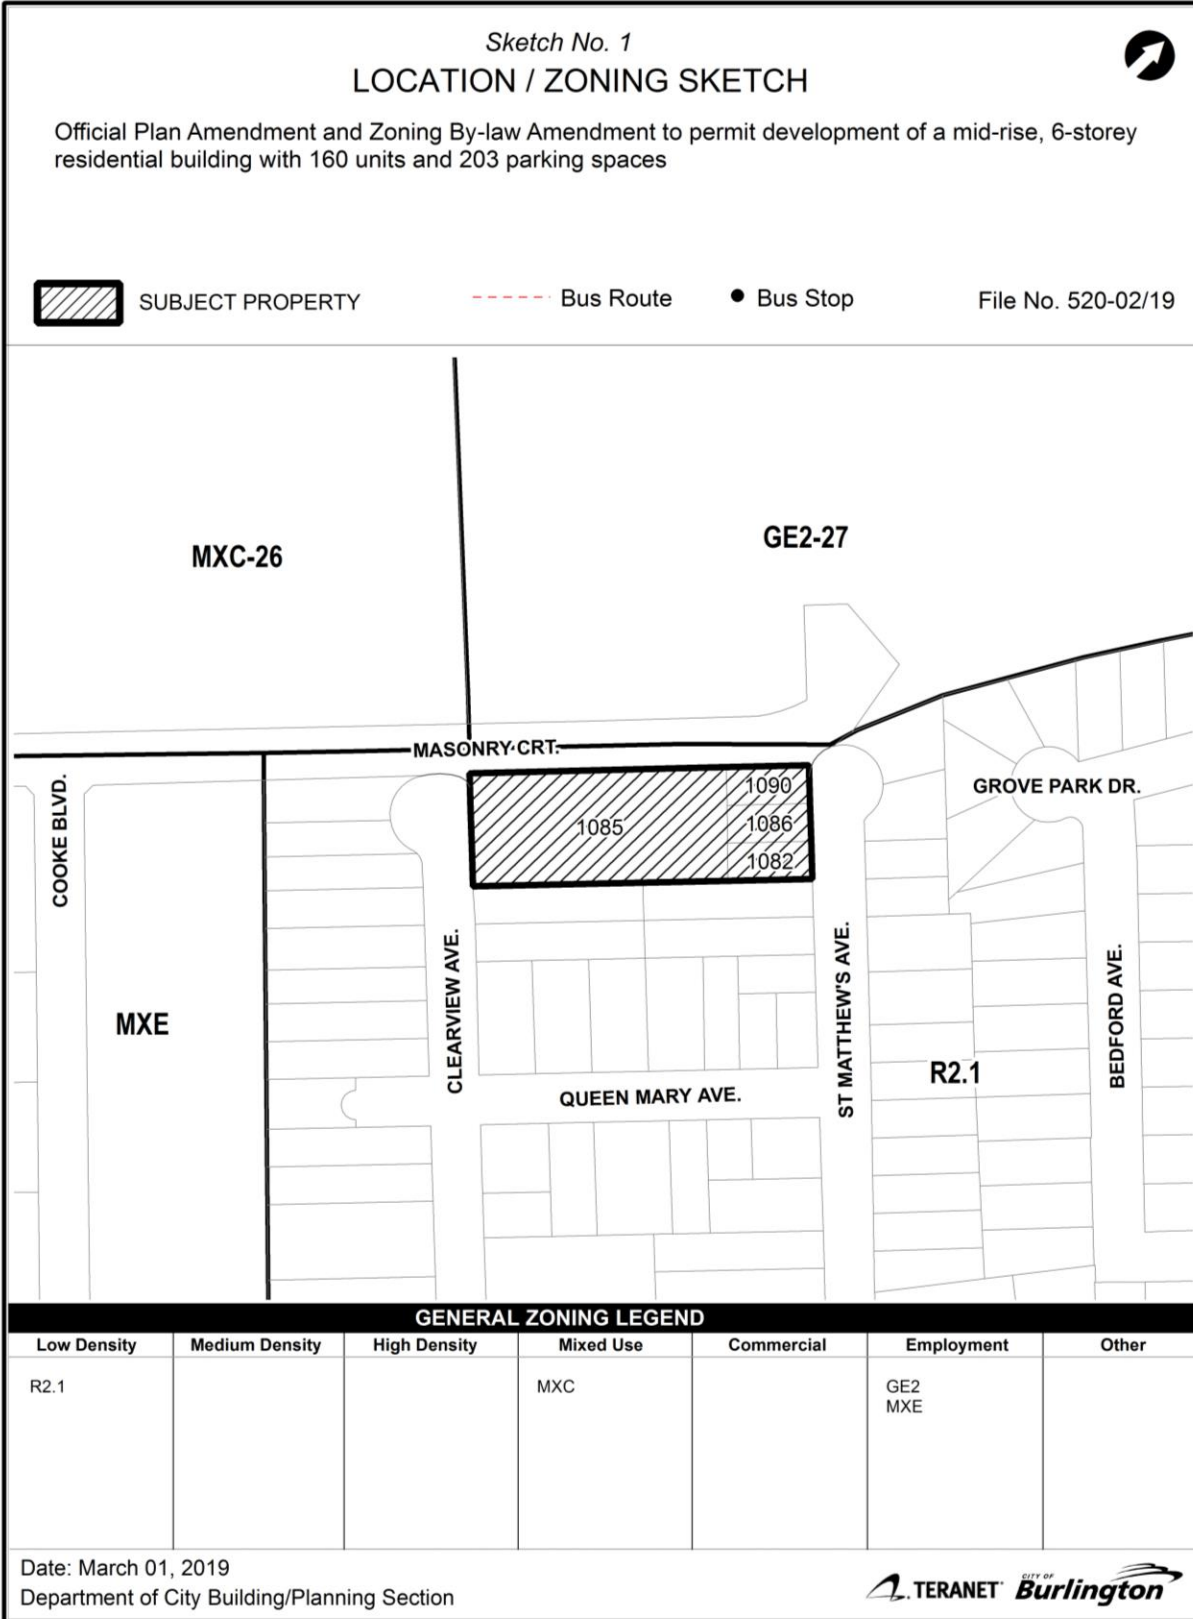 Sketch No. 1
LOCATION / ZONING SKETCH
Official Plan Amendment and Zoning By-law Amendment to permit development of a mid-rise, 6-storey
residential building with 160 units and 203 parking spaces
SUBJECT PROPERTY
Bus Route
Bus Stop
File No. 520-02/19
MXC-26
GE2-27
MASONRY CRT.
COOKE BLVD.
1085
1090
1086
1082
GROVE PARK DR.
CLEARVIEW AVE.
ST MATTHEW'S AVE.
BEDFORD AVE.
MXE
R2.1
QUEEN MARY AVE.
GENERAL ZONING LEGEND
Low Density
Medium Density
High Density
Mixed Use
Commercial
Employment
Other
R2.1
MXC
GE2
MXE
Date: March 01, 2019
Department of City Building/Planning Section
TERANET
CITY OF
Burlington